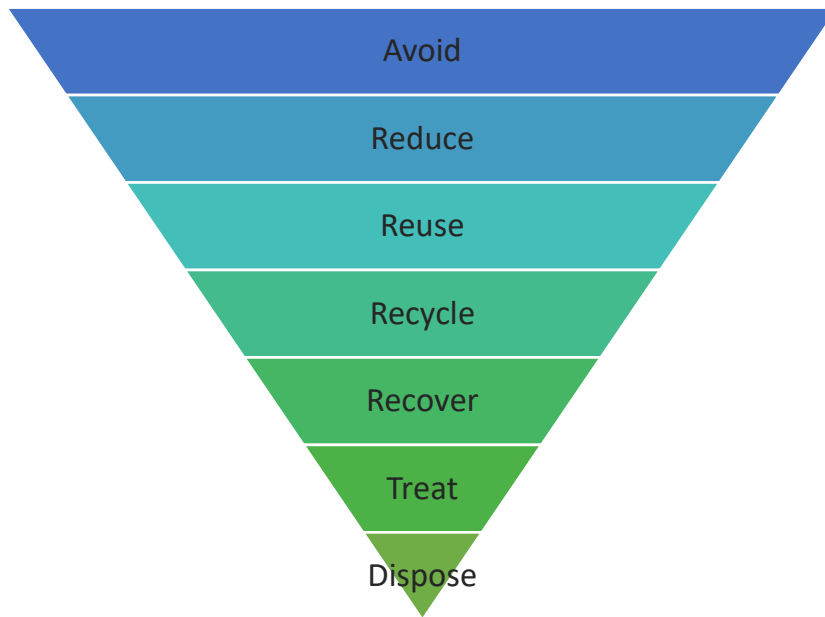 Avoid
Reduce
Reuse
Recycle
Recover
Treat
Dispose